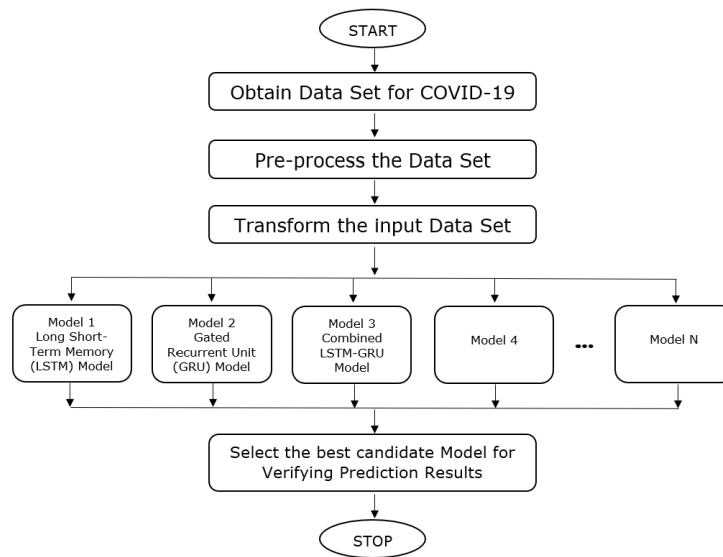 START
Obtain Data Set for COVID-19
Pre-process the Data Set
Transform the input Data Set
Model 1
Long Short-
Term Memory
(LSTM) Model
Model 2
Gated
Recurrent Unit
(GRU) Model
Model 3
Combined
LSTM-GRU
Model
Model 4
...
Model N
Select the best candidate Model for
Verifying Prediction Results
STOP